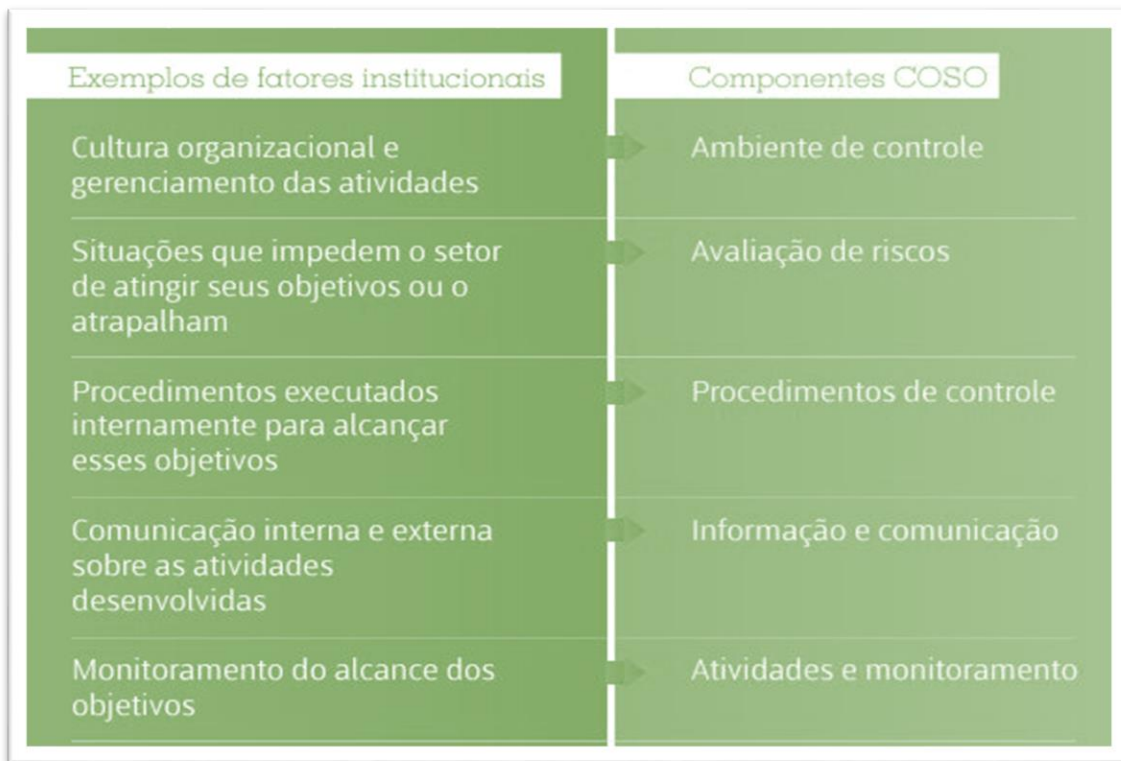 Exemplos de fatores institucionais
Componentes COSO
Cultura organizacional e
gerenciamento das atividades
Ambiente de controle
Situações que impedem o setor
de atingir seus objetivos ou o
atrapalham
Avaliação de riscos
Procedimentos executados
internamente para alcançar
esses objetivos
Procedimentos de controle
Comunicação interna e externa
sobre as atividades
desenvolvidas
Informação e comunicação
Monitoramento do alcance dos
objetivos
Atividades e monitoramento